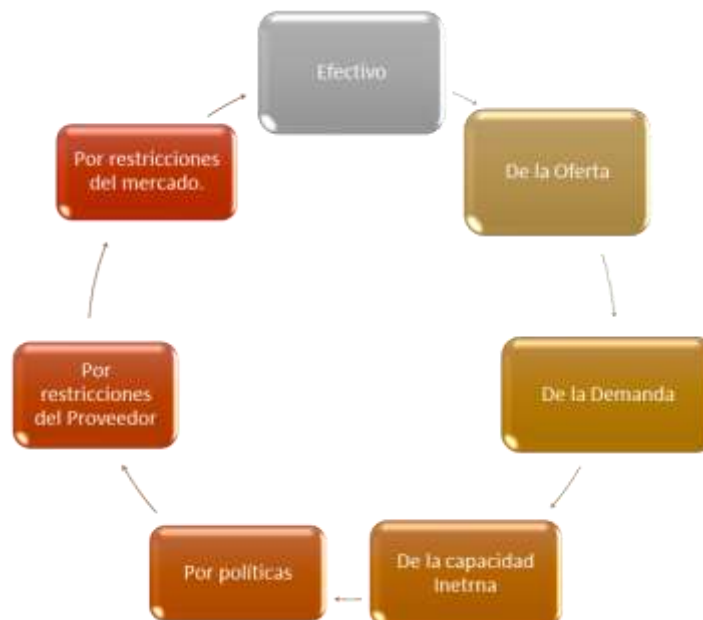 Efectivo
De la Oferta
De la Demanda
De la capacidad
Inetrna
Por políticas
Por
restricciones
del Proveedor
Por restricciones
del mercado.